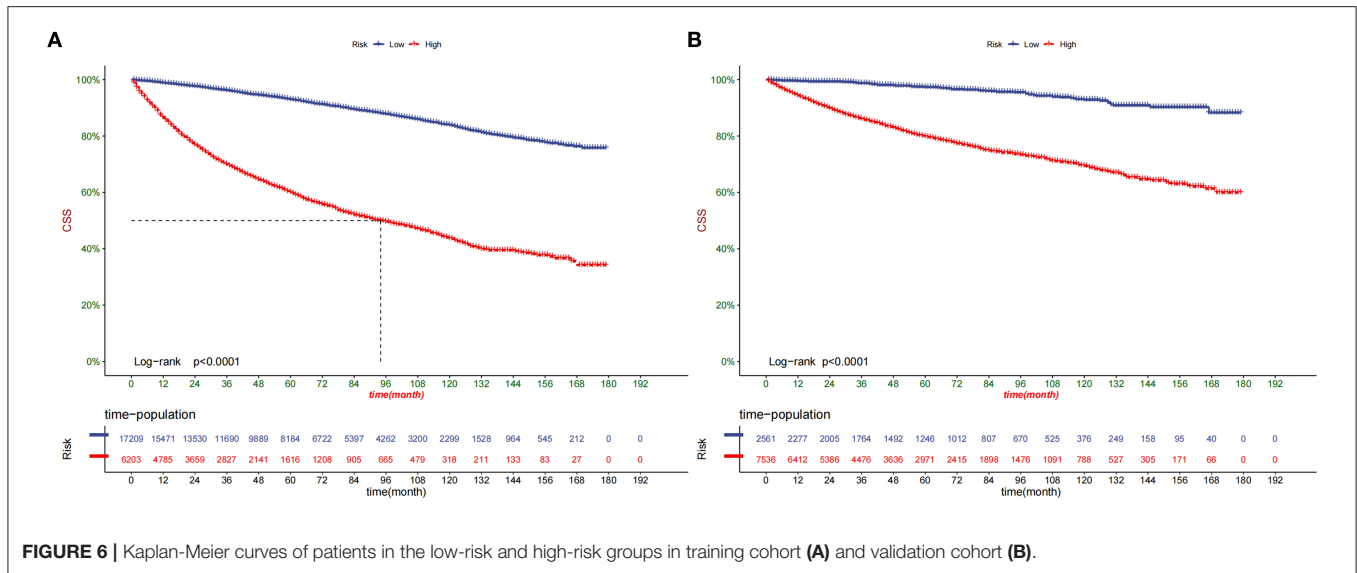 A
Risk Low High
100%
80%
60%
40%
20%
0%
CSS
Log-rank p<0.0001
0 12 24 36 48 60 72 84 96 108 120 132 144 156 168 180 192
time(month)
time-population
Risk
17209 15471 13530 11690 9889 8184 6722 5397 4262 3200 2299 1528 964 545 212 0 0
6203 4785 3659 2827 2141 1616 1208 905 665 479 318 211 133 83 27 0 0
0 12 24 36 48 60 72 84 96 108 120 132 144 156 168 180 192
time(month)
B
Risk Low High
100%
80%
60%
40%
20%
0%
CSS
Log-rank p<0.0001
0 12 24 36 48 60 72 84 96 108 120 132 144 156 168 180 192
time(month)
time-population
Risk
2561 2277 2005 1764 1492 1246 1012 807 670 525 376 249 158 95 40 0 0
7536 6412 5386 4476 3636 2971 2415 1898 1476 1091 788 527 305 171 66 0 0
0 12 24 36 48 60 72 84 96 108 120 132 144 156 168 180 192
time(month)
FIGURE 6 | Kaplan-Meier curves of patients in the low-risk and high-risk groups in training cohort (A) and validation cohort (B).